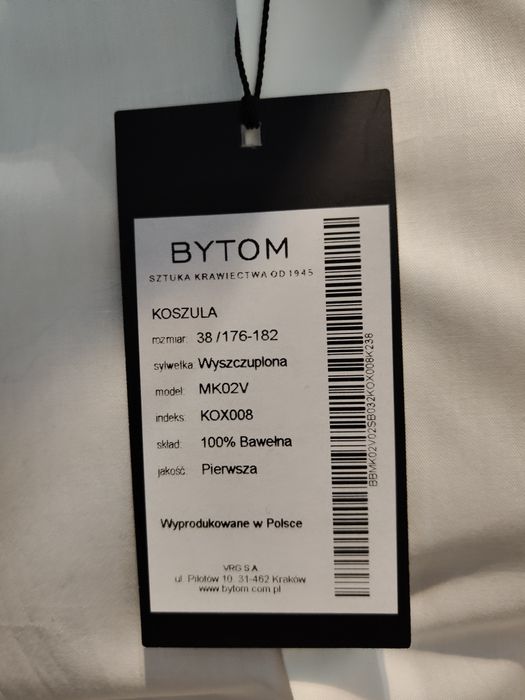 BYTOM
SZTUKA KRAWIECTWA OD 1945
KOSZULA
rozmiar: 38 /176-182
sylwetka: Wyszczuplona
model: MK02V
indeks: KOX008
skład: 100% Bawełna
jakość: Pierwsza
Wyprodukowane w Polsce
VRG S.A.
ul. Pilotów 10, 31-462 Kraków
www.bytom.com.pl
BBMK02V02SB032KOX008K238